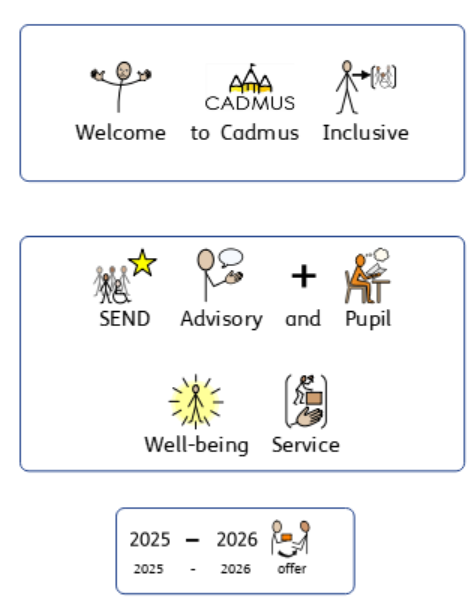 CADMUS
Welcome to Cadmus Inclusive
SEND Advisory and Pupil
Well-being Service
2025 – 2026
2025 - 2026 offer